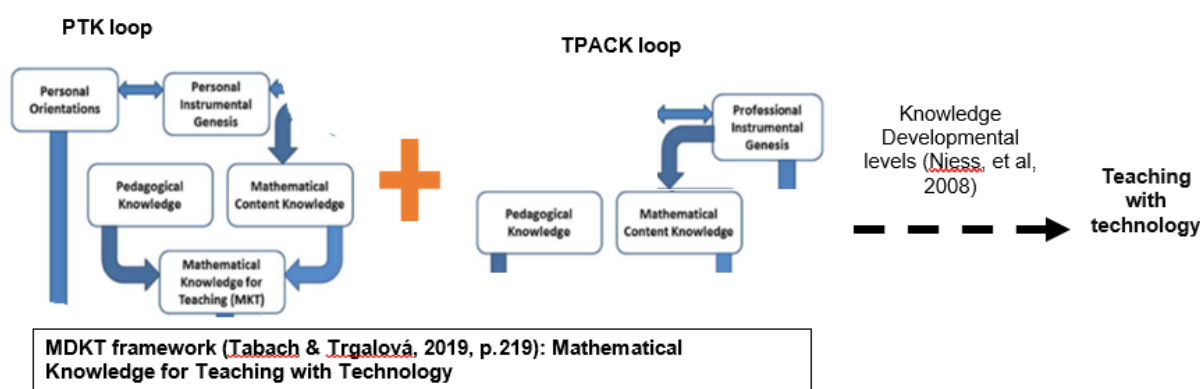 PTK loop
Personal
Orientations
Personal
Instrumental
Genesis
Pedagogical
Knowledge
Mathematical
Content Knowledge
Mathematical
Knowledge for
Teaching (MKT)
TPACK loop
Professional
Instrumental
Genesis
Pedagogical
Knowledge
Mathematical
Content Knowledge
Knowledge
Developmental
levels (Niess, et al,
2008)
Teaching
with
technology
MDKT framework (Tabach & Trgalová, 2019, p.219): Mathematical
Knowledge for Teaching with Technology